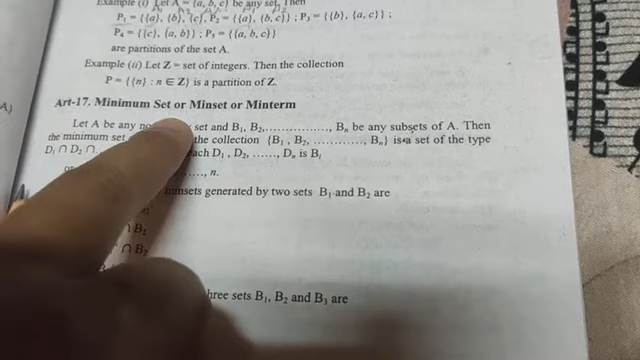 Example (i) Let A = {a, b, c} be any set. Then
P₁ = {{a}, {b}, {c}, P₂ = {{a}, {b, c}} ; P₃ = {{b}, {a, c}} ;
P₄ = {{c}, {a, b}} ; P₅ = {{a, b, c}}
are partitions of the set A.
Example (ii) Let Z = set of integers. Then the collection
P = {{n} : n ∈ Z} is a partition of Z.
Art-17. Minimum Set or Minset or Minterm
Let A be any set and B₁, B₂,................., Bₙ be any subsets of A. Then
the minimum set the collection {B₁ , B₂, ............, Bₙ} is a set of the type
D₁ ∩ D₂ ∩ each D₁ , D₂, ......, Dₙ is Bᵢ
....., n.
minsets generated by two sets B₁ and B₂ are
∩ B₂
∩ B₂
three sets B₁, B₂ and B₃ are